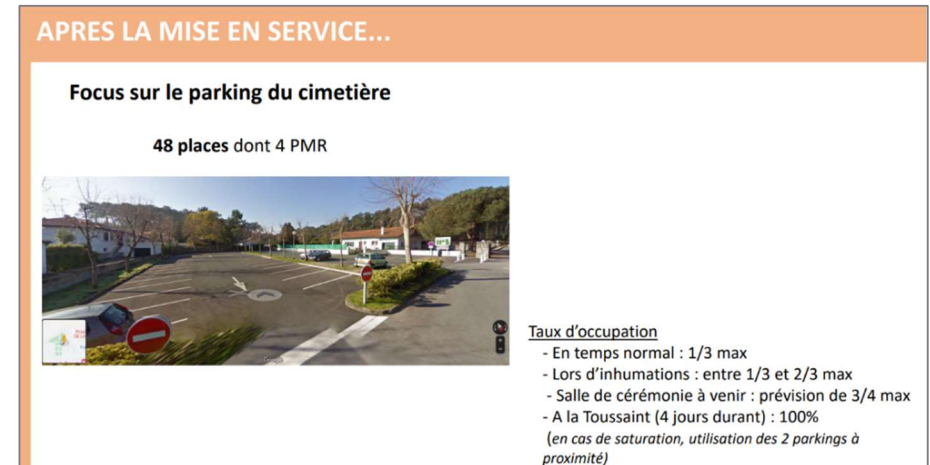 APRES LA MISE EN SERVICE...
Focus sur le parking du cimetière
48 places dont 4 PMR
Taux d'occupation
- En temps normal : 1/3 max
- Lors d'inhumations : entre 1/3 et 2/3 max
- Salle de cérémonie à venir : prévision de 3/4 max
- A la Toussaint (4 jours durant) : 100%
(en cas de saturation, utilisation des 2 parkings à
proximité)